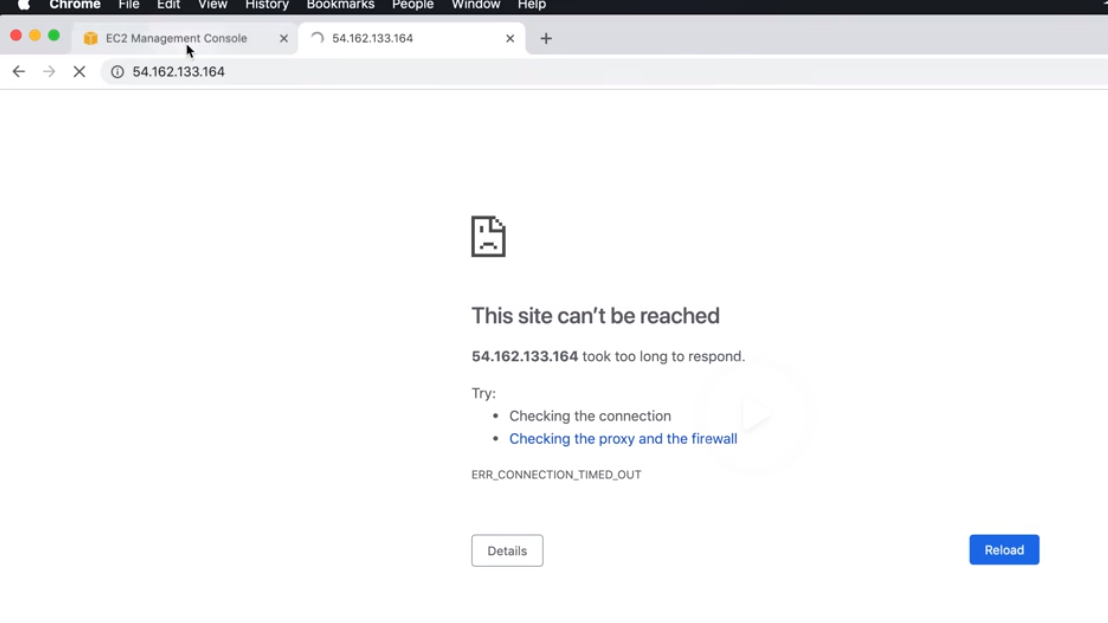 Chrome File Edit View History Bookmarks People Window Help
EC2 Management Console 54.162.133.164
54.162.133.164
This site can't be reached
54.162.133.164 took too long to respond.
Try:
• Checking the connection
• Checking the proxy and the firewall
ERR_CONNECTION_TIMED_OUT
Details Reload